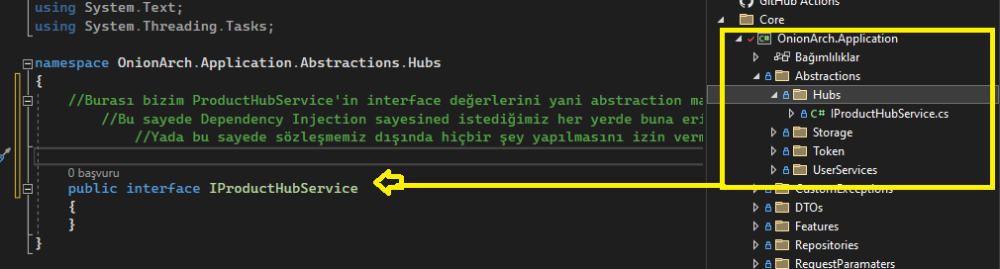 using System.Text;
using System.Threading.Tasks;
namespace OnionArch.Application.Abstractions.Hubs
{
//Burası bizim ProductHubService'in interface değerlerini yani abstraction ma
//Bu sayede Dependency Injection sayesined istediğimiz her yerde buna eri
//Yada bu sayede sözleşmemiz dışında hiçbir şey yapılmasını izin verm
0 başvuru
public interface IProductHubService
{
}
}
GitHub Actions
Core
C# OnionArch.Application
Bağımlılıklar
Abstractions
Hubs
C# IProductHubService.cs
Storage
Token
UserServices
CustomExceptions
DTOs
Features
Repositories
RequestParamaters